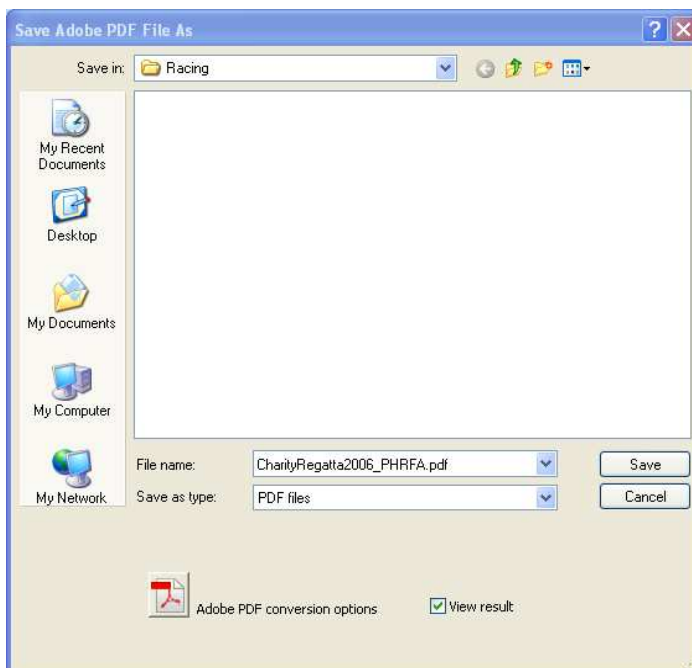 Save Adobe PDF File As
Save in: Racing
My Recent
Documents
Desktop
My Documents
My Computer
My Network
File name: CharityRegatta2006_PHRFA.pdf Save
Save as type: PDF files Cancel
Adobe PDF conversion options View result